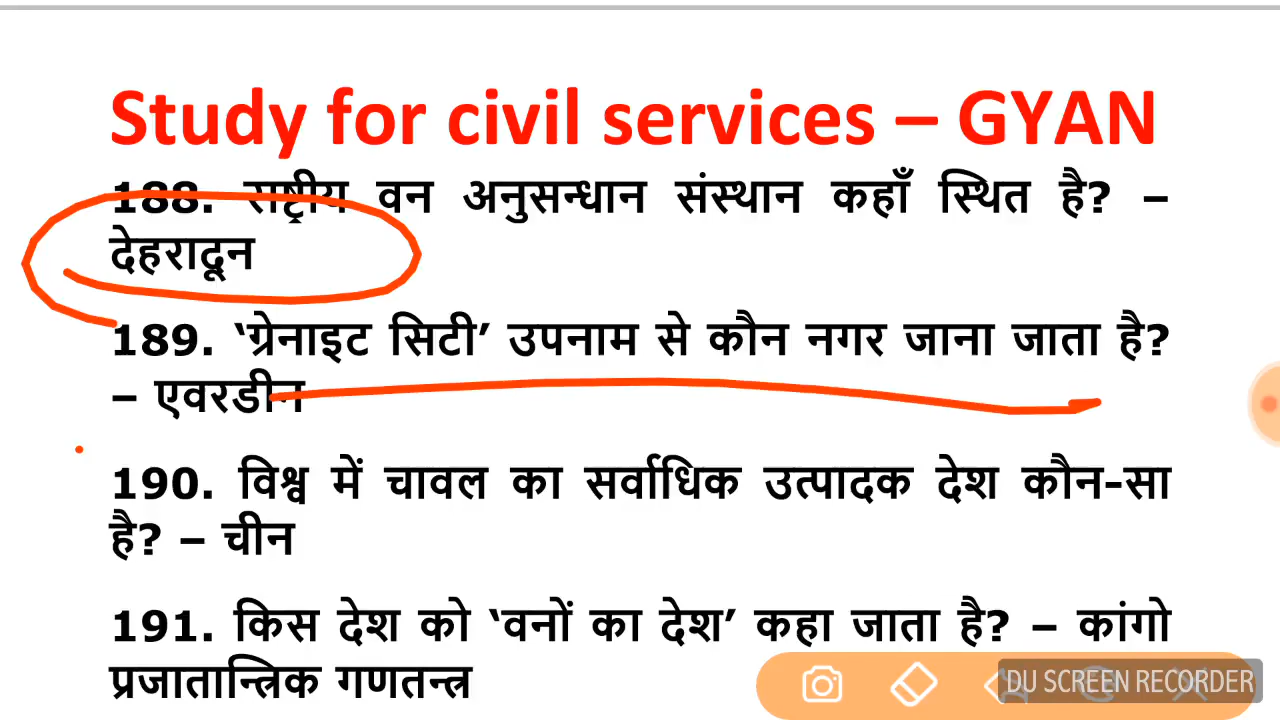 Study for civil services – GYAN
188. राष्ट्रीय वन अनुसन्धान संस्थान कहाँ स्थित है? –
देहरादून
189. ‘ग्रेनाइट सिटी’ उपनाम से कौन नगर जाना जाता है?
– एवरडीन
190. विश्व में चावल का सर्वाधिक उत्पादक देश कौन-सा
है? – चीन
191. किस देश को ‘वनों का देश’ कहा जाता है? – कांगो
प्रजातान्त्रिक गणतन्त्र
DU SCREEN RECORDER